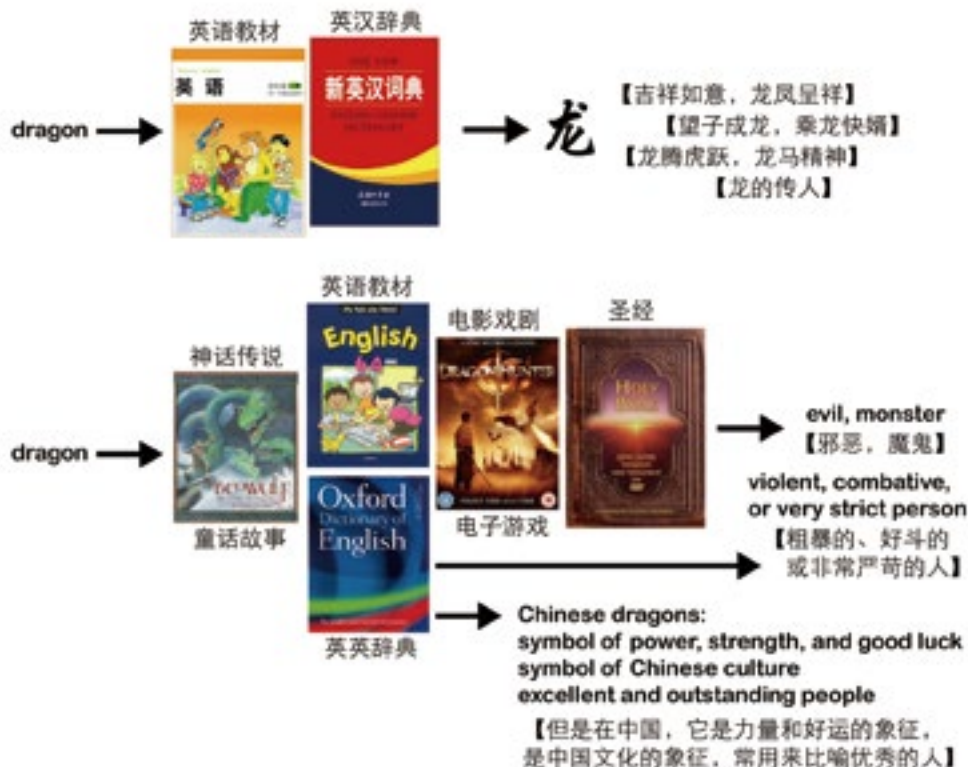 英语教材
英汉辞典
英语
新英汉词典
dragon
龙
【吉祥如意，龙凤呈祥】
【望子成龙，乘龙快婿】
【龙腾虎跃，龙马精神】
【龙的传人】
英语教材
神话传说
电影戏剧
圣经
English
DRAGON HUNTER
HOLY
dragon
BEOWULF
童话故事
Oxford
Dictionary of
English
电子游戏
英英辞典
evil, monster
【邪恶，魔鬼】
violent, combative,
or very strict person
【粗暴的、好斗的
或非常严苛的人】
Chinese dragons:
symbol of power, strength, and good luck
symbol of Chinese culture
excellent and outstanding people
【但是在中国，它是力量和好运的象征，
是中国文化的象征，常用来比喻优秀的人】